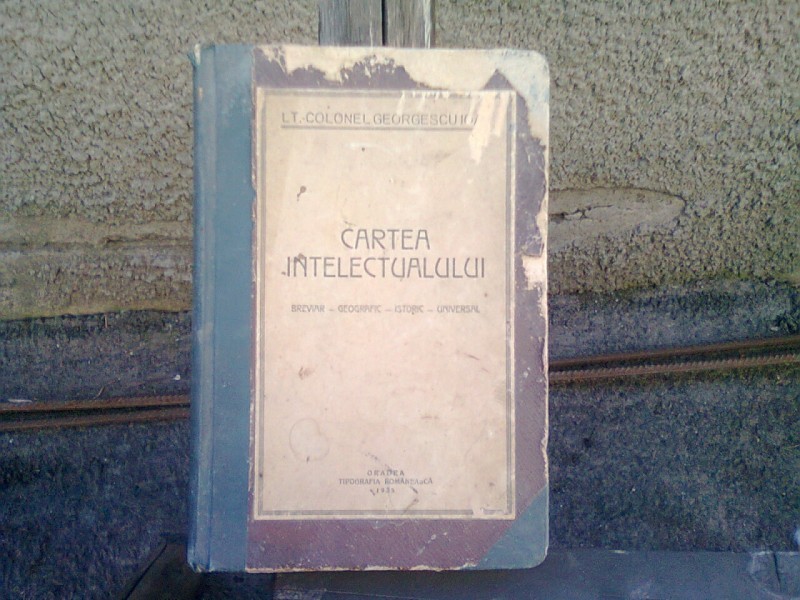 LT.-COLONEL GEORGESCU
CARTEA
INTELECTUALULUI
BREVIAR – GEOGRAFIC – ISTORIC – UNIVERSAL
ORADEA
TIPOGRAFIA ROMÂNEASCĂ